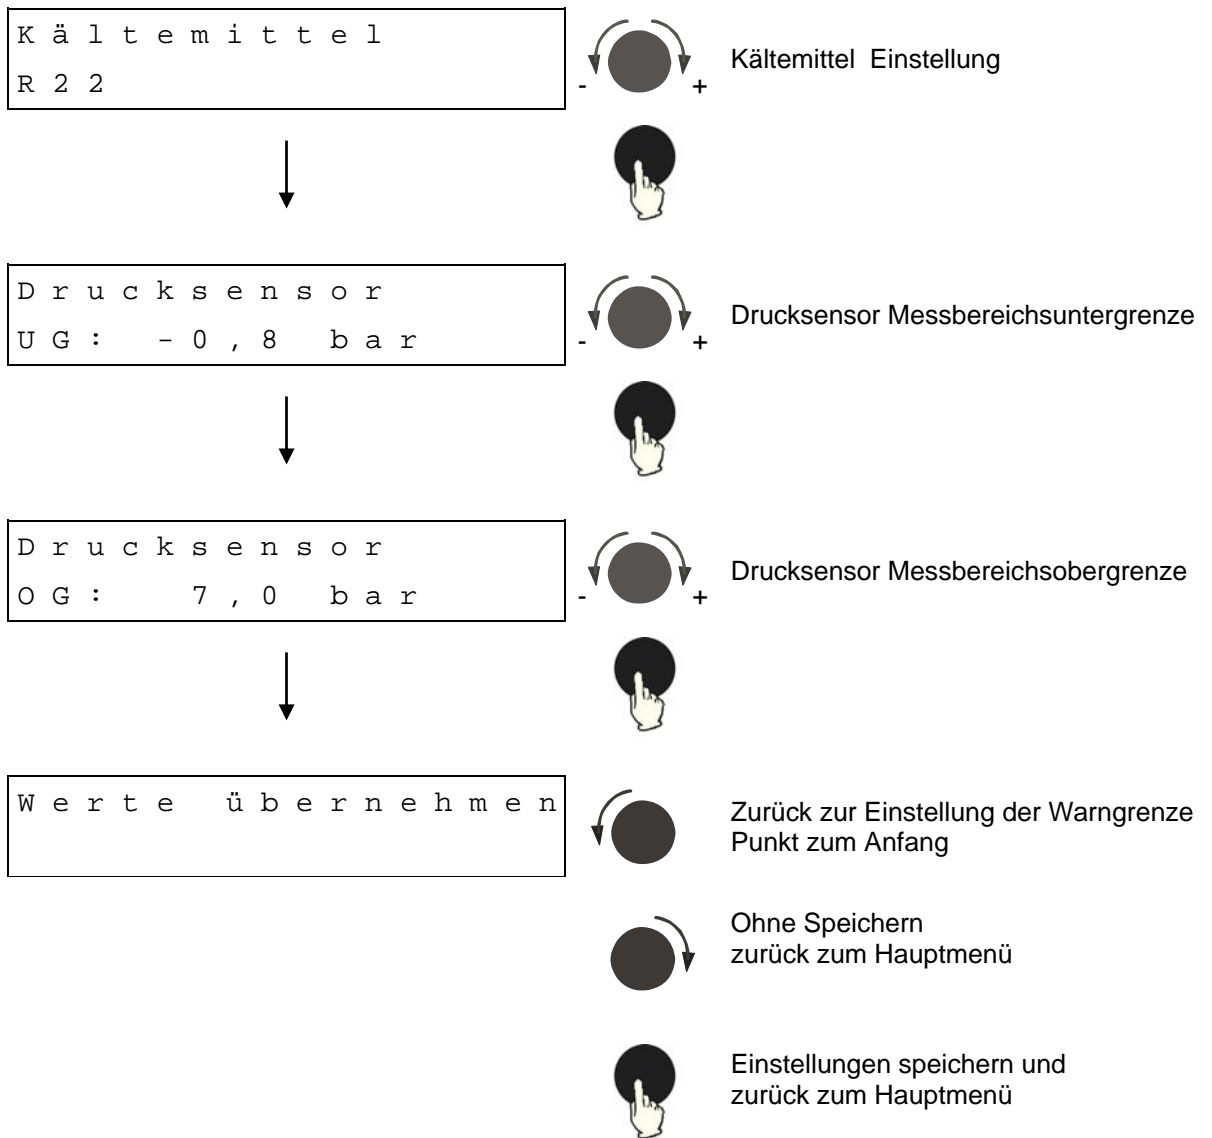 Kältemittel
R22
- +
Kältemittel  Einstellung
Drucksensor
UG: -0,8 bar
- +
Drucksensor Messbereichsuntergrenze
Drucksensor
OG:  7,0 bar
- +
Drucksensor Messbereichsobergrenze
Werte übernehmen
Zurück zur Einstellung der Warngrenze
Punkt zum Anfang
Ohne Speichern
zurück zum Hauptmenü
Einstellungen speichern und
zurück zum Hauptmenü